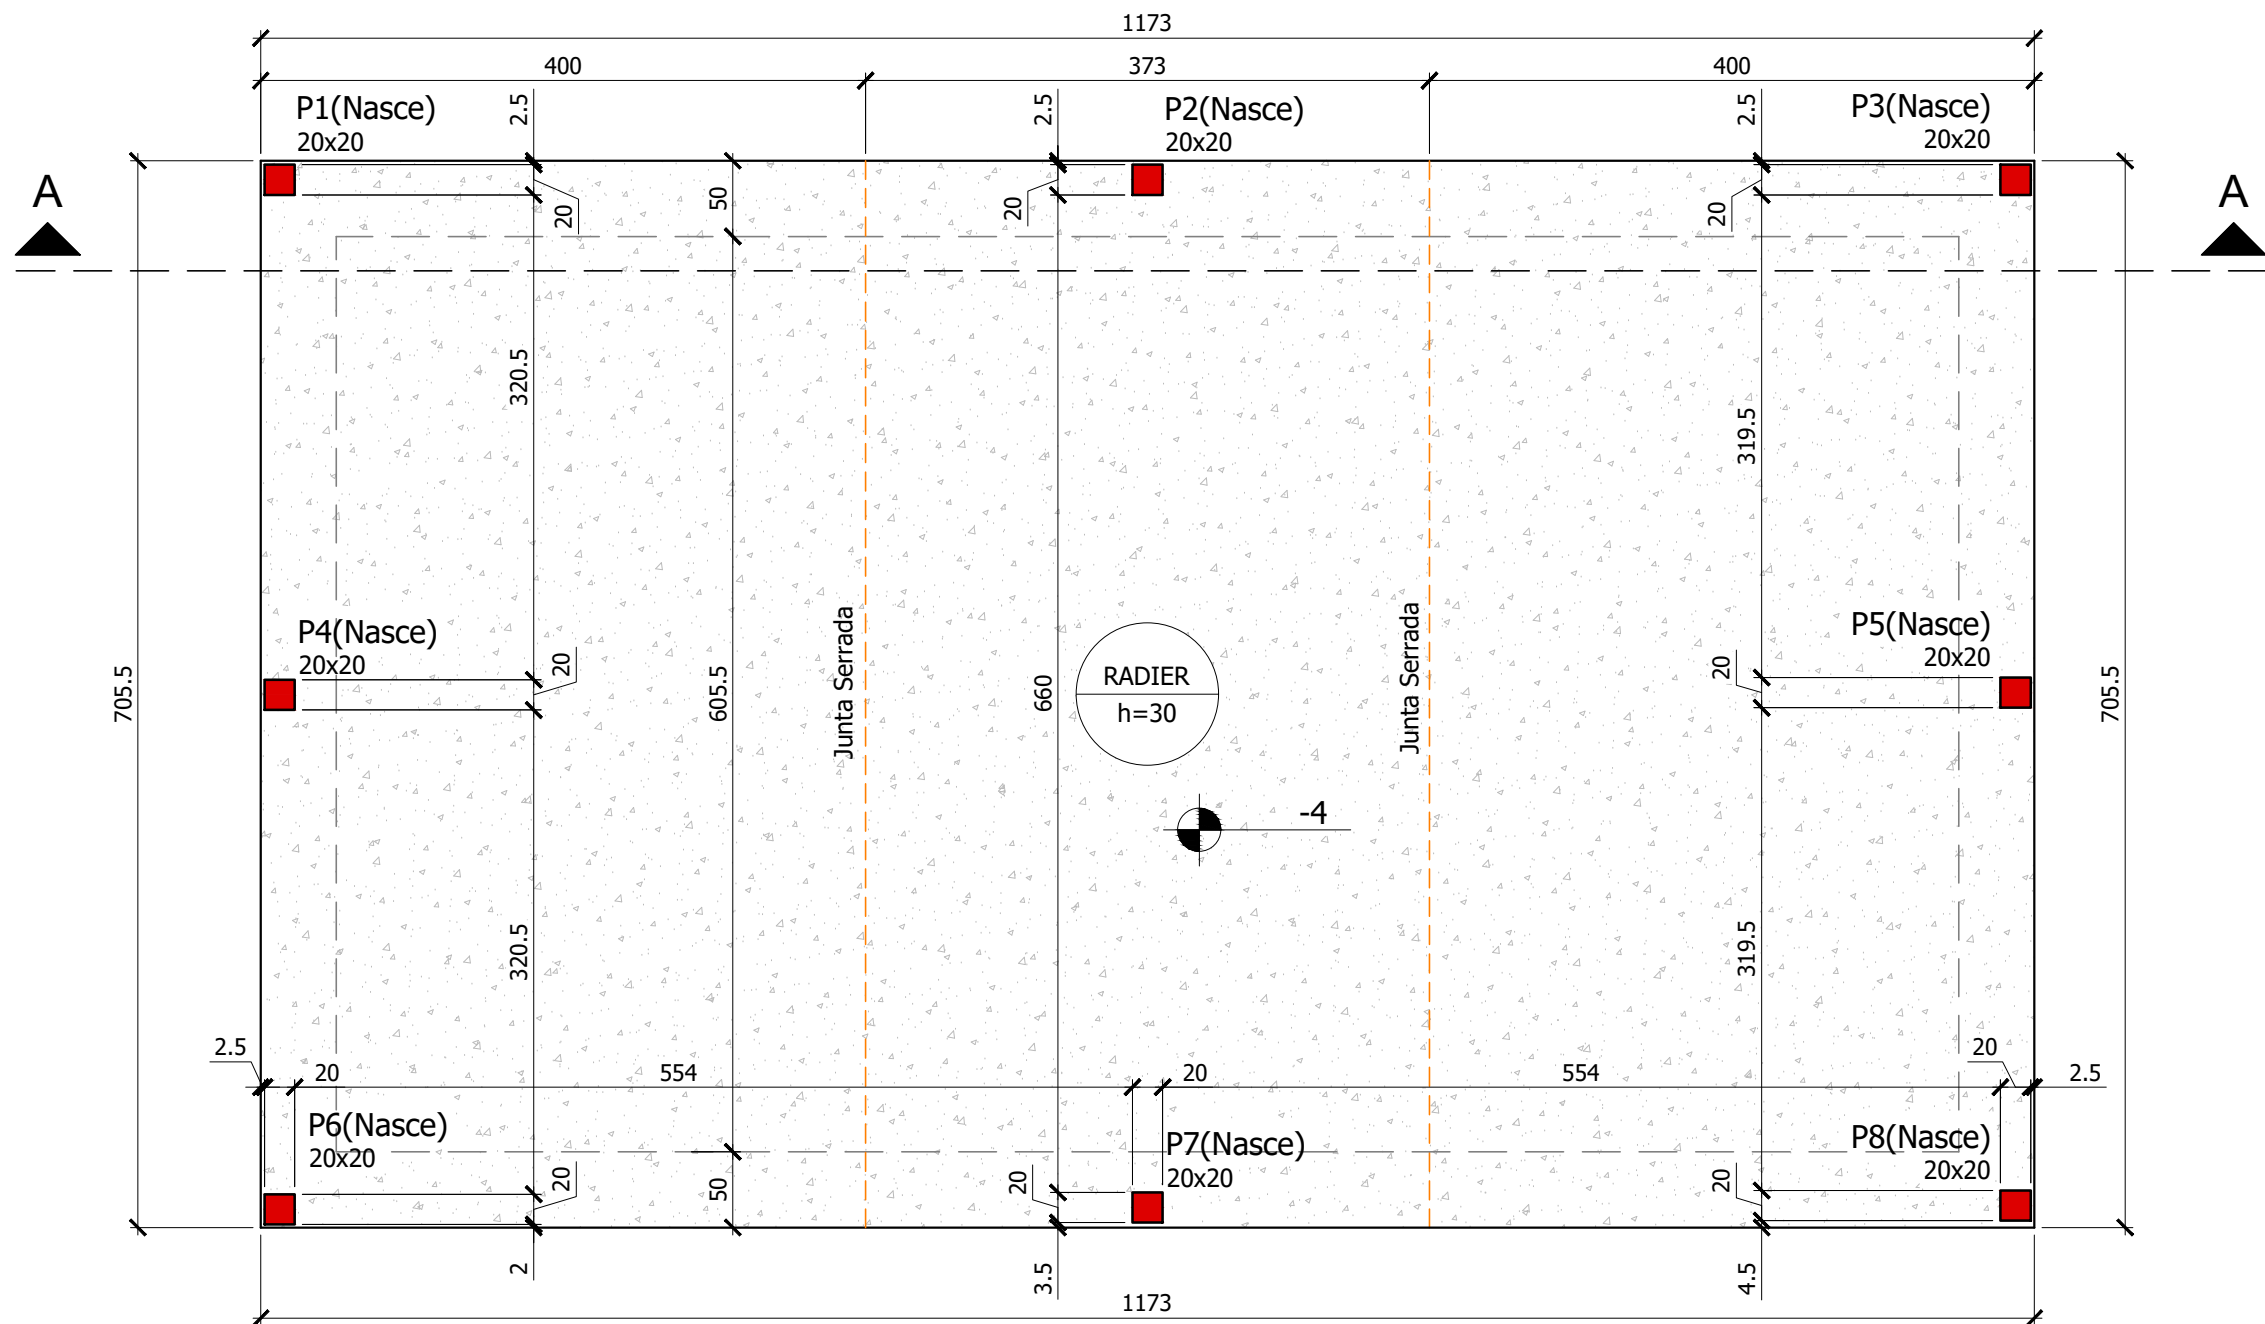 1173
400
373
400
P1(Nasce)
20x20
2.5
2.5
P2(Nasce)
20x20
2.5
P3(Nasce)
20x20
A
A
50
20
20
20
320.5
319.5
P4(Nasce)
20x20
20
705.5
605.5
Junta Serrada
660
RADIER
h=30
Junta Serrada
20
P5(Nasce)
20x20
705.5
-4
320.5
319.5
2.5
20
554
20
554
20
2.5
P6(Nasce)
20x20
20
50
20
P7(Nasce)
20x20
20
P8(Nasce)
20x20
2
3.5
4.5
1173